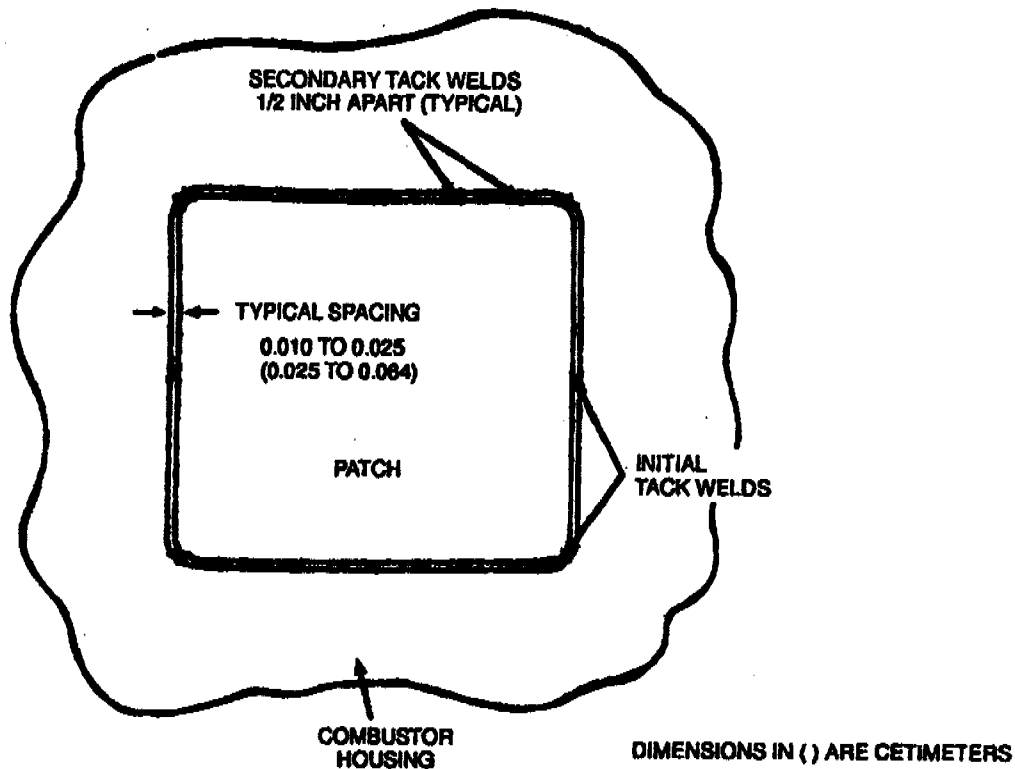 SECONDARY TACK WELDS
1/2 INCH APART (TYPICAL)
TYPICAL SPACING
0.010 TO 0.025
(0.025 TO 0.064)
PATCH
INITIAL
TACK WELDS
COMBUSTOR
HOUSING
DIMENSIONS IN ( ) ARE CETIMETERS